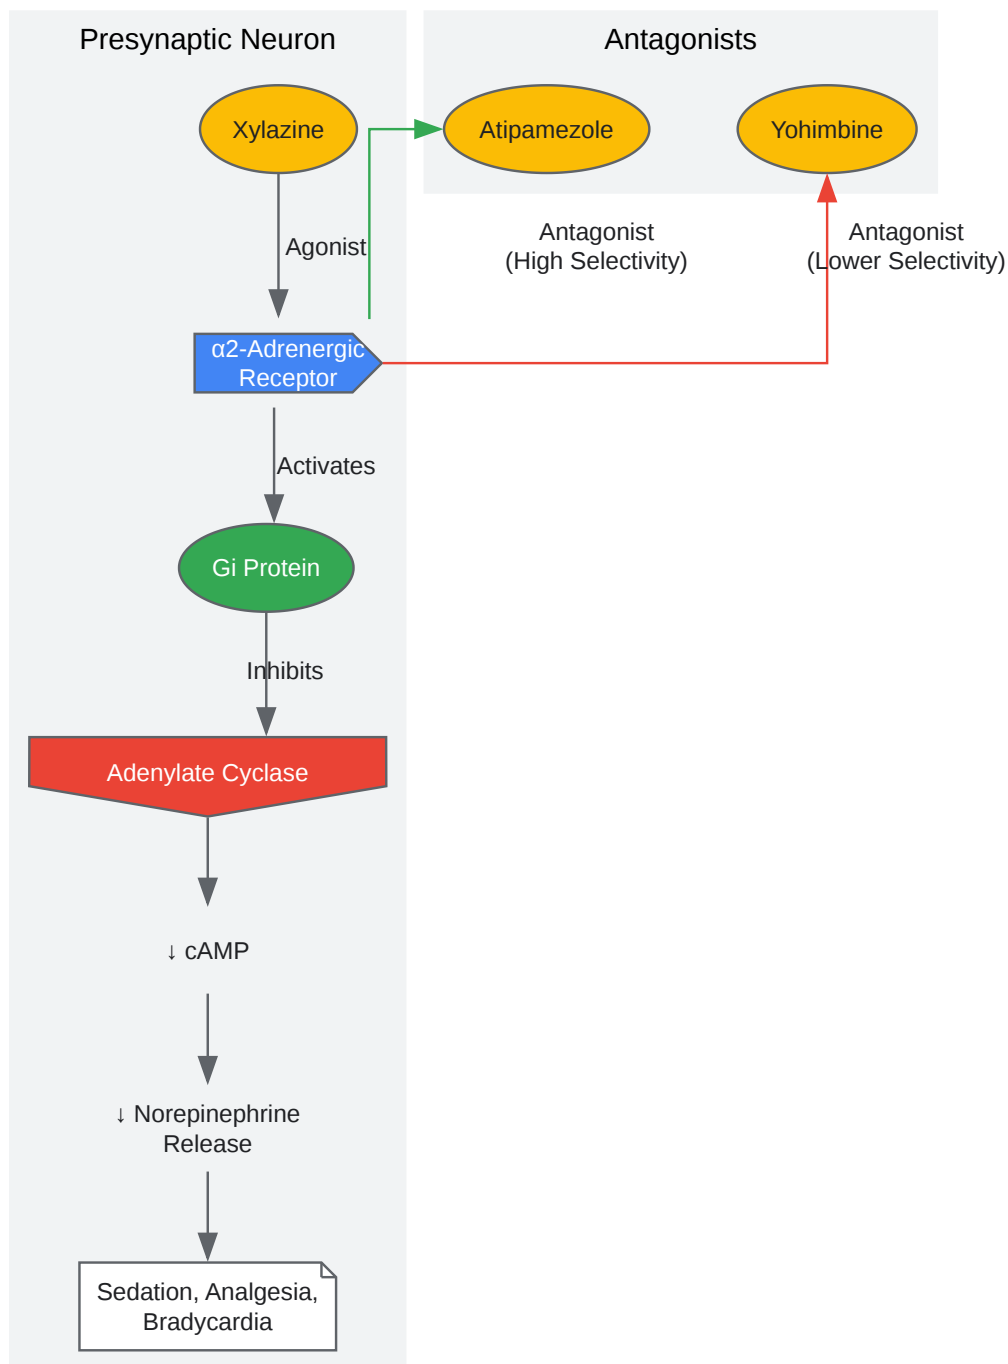 Presynaptic Neuron
Antagonists
Xylazine
Atipamezole
Yohimbine
Agonist
Antagonist
(High Selectivity)
Antagonist
(Lower Selectivity)
α2-Adrenergic
Receptor
Activates
Gi Protein
Inhibits
Adenylate Cyclase
↓ cAMP
↓ Norepinephrine
Release
Sedation, Analgesia,
Bradycardia